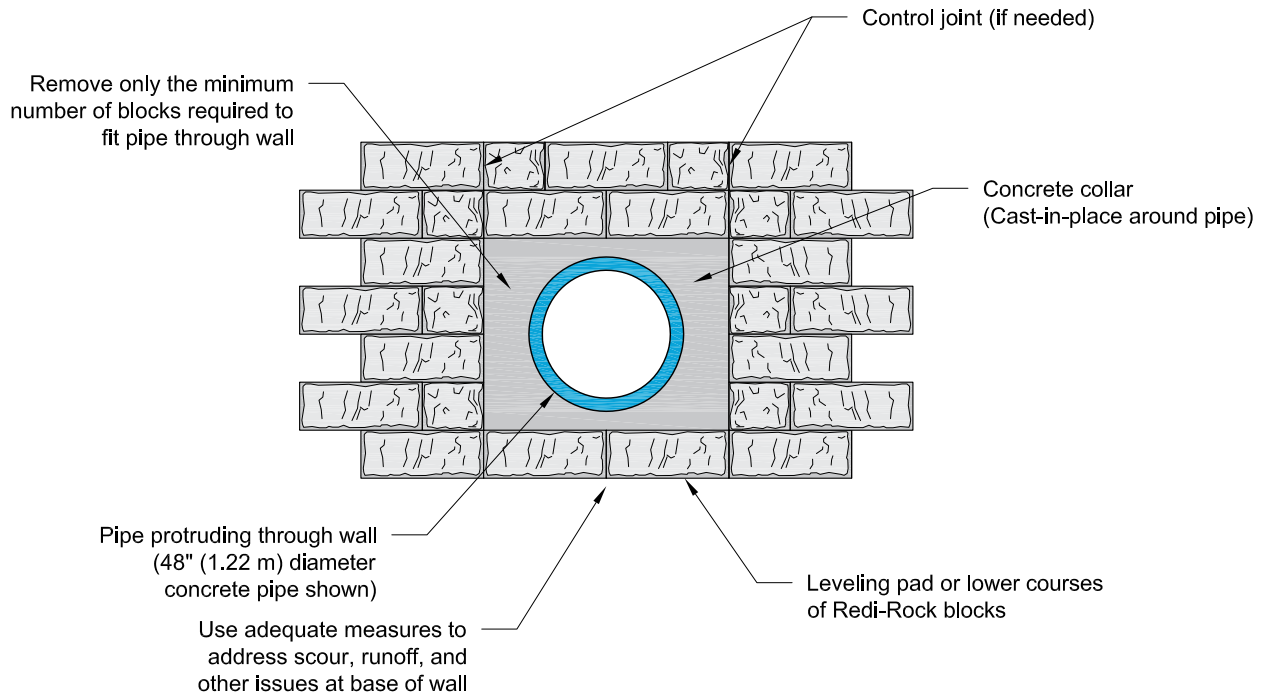 Control joint (if needed)
Remove only the minimum
number of blocks required to
fit pipe through wall
Concrete collar
(Cast-in-place around pipe)
Pipe protruding through wall
(48" (1.22 m) diameter
concrete pipe shown)
Leveling pad or lower courses
of Redi-Rock blocks
Use adequate measures to
address scour, runoff, and
other issues at base of wall